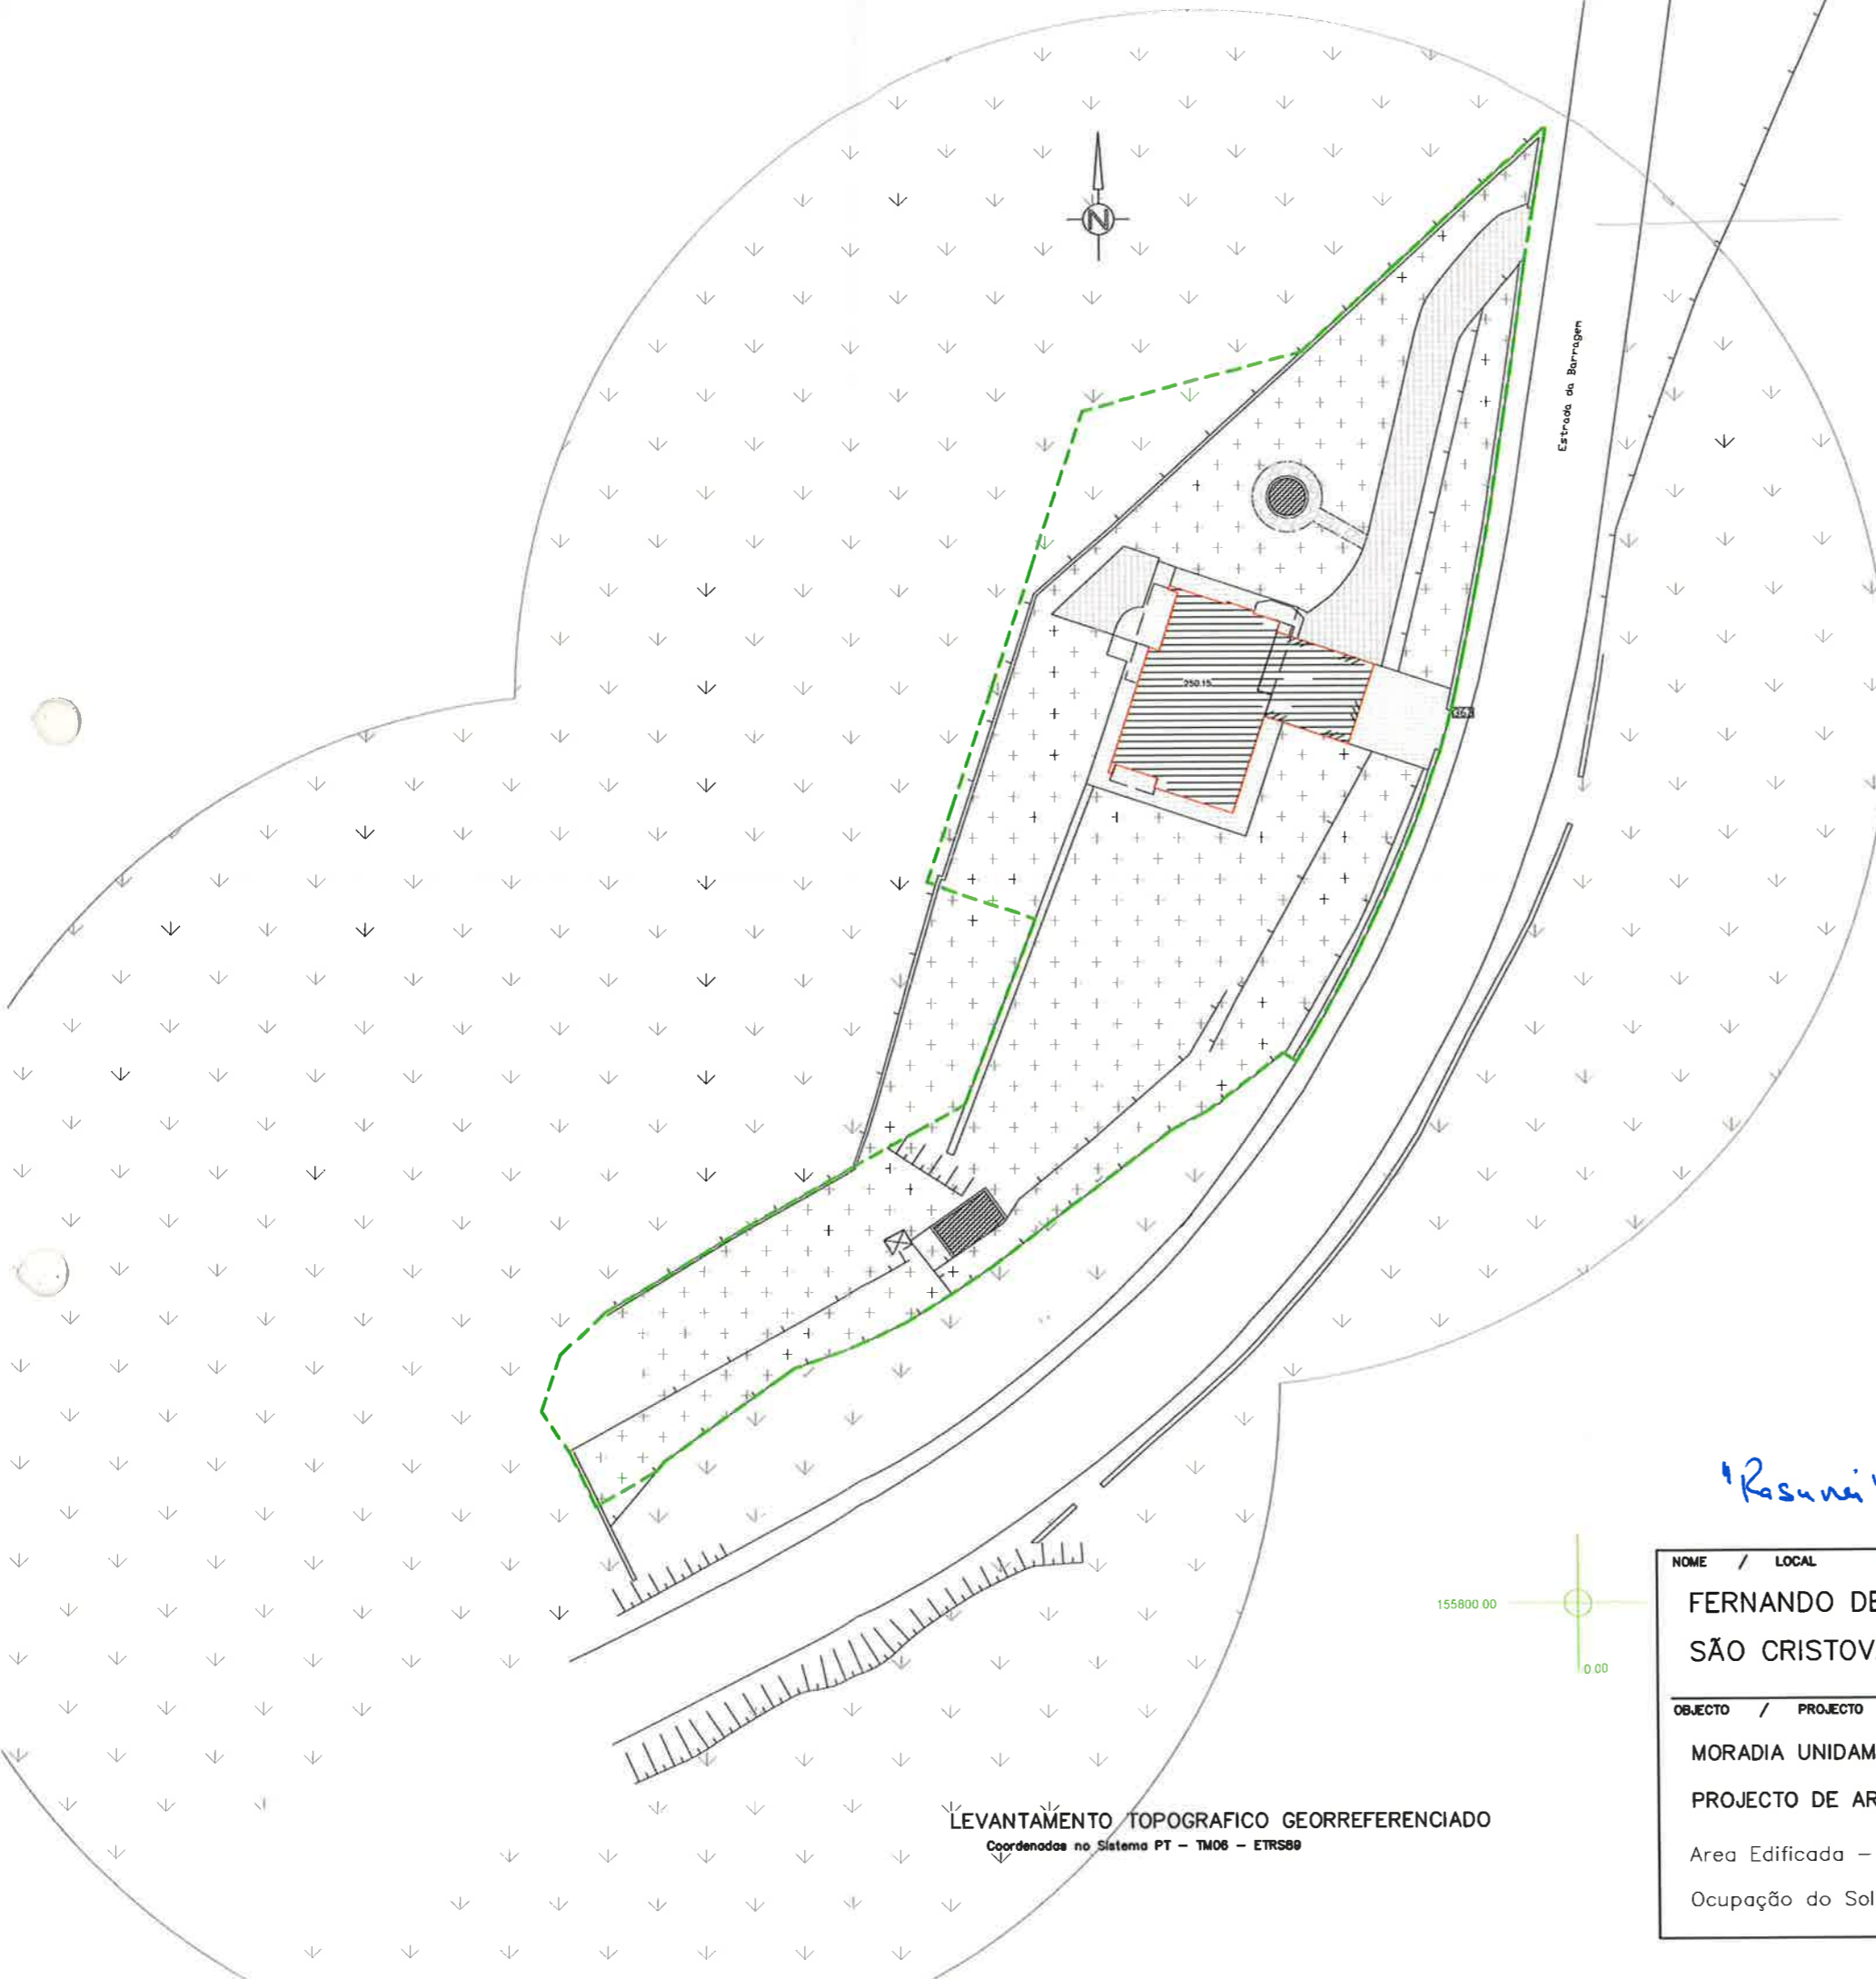 N
Estrada da Barragem
250.15
"Rasunei"
155800.00
0.00
NOME / LOCAL
FERNANDO DE
SÃO CRISTOV
OBJECTO / PROJECTO
MORADIA UNIDAM
PROJECTO DE AR
Area Edificada –
Ocupação do Sol
LEVANTAMENTO TOPOGRAFICO GEORREFERENCIADO
Coordenadas no Sistema PT – TM06 – ETRS89